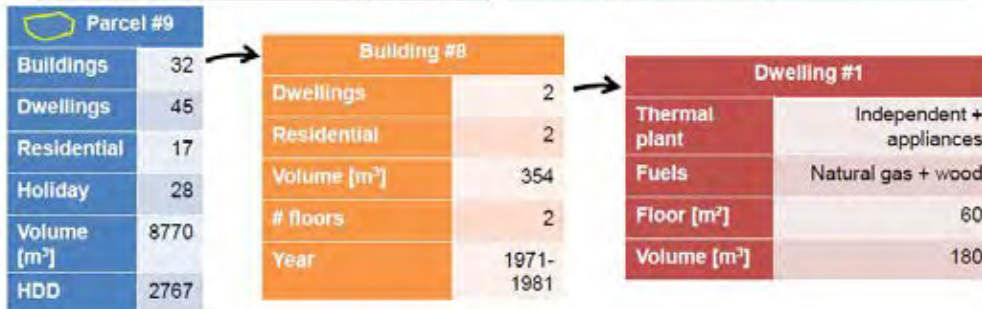 Parcel #9
Buildings 32
Dwellings 45
Residential 17
Holiday 28
Volume 8770
[m³]
HDD 2767
Building #8
Dwellings 2
Residential 2
Volume [m³] 354
# floors 2
Year 1971-
1981
Dwelling #1
Thermal Independent +
plant appliances
Fuels Natural gas + wood
Floor [m²] 60
Volume [m³] 180